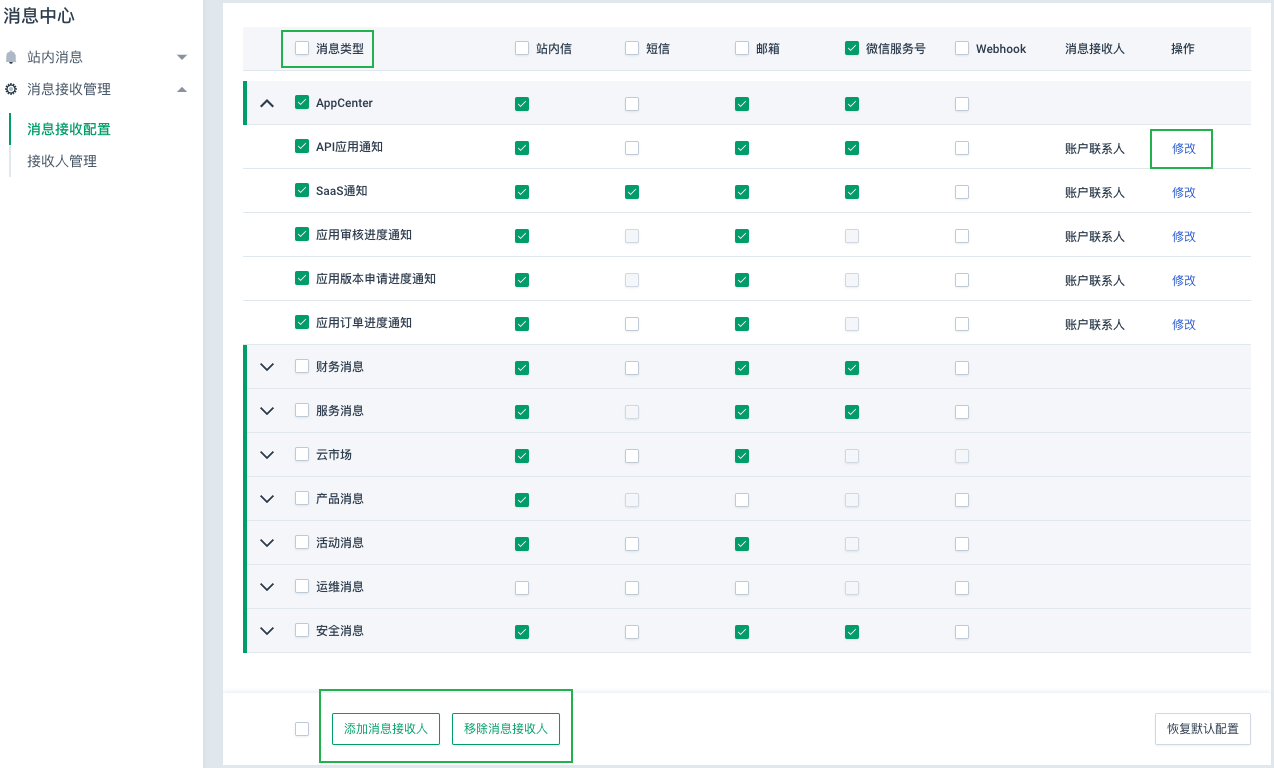 消息中心
站内消息
消息接收管理
消息接收配置
接收人管理
消息类型 站内信 短信 邮箱 微信服务号 Webhook 消息接收人 操作
AppCenter
API应用通知 账户联系人 修改
SaaS通知 账户联系人 修改
应用审核进度通知 账户联系人 修改
应用版本申请进度通知 账户联系人 修改
应用订单进度通知 账户联系人 修改
财务消息
服务消息
云市场
产品消息
活动消息
运维消息
安全消息
添加消息接收人 移除消息接收人 恢复默认配置